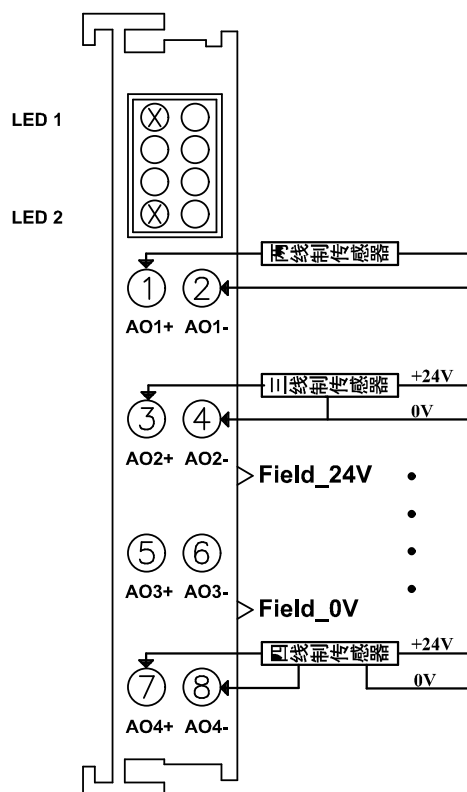 LED 1
LED 2
两线制传感器
1 2
AO1+ AO1-
三线制传感器 +24V
0V
3 4
AO2+ AO2-
Field_24V
5 6
AO3+ AO3-
Field_0V
四线制传感器 +24V
0V
7 8
AO4+ AO4-